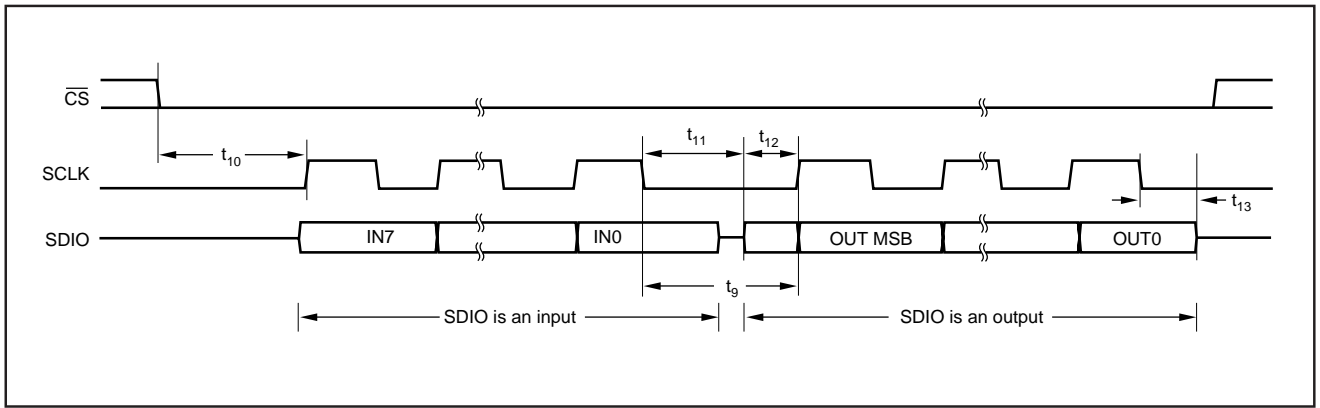 CS
t10
t11
t12
SCLK
t13
SDIO
IN7
IN0
OUT MSB
OUT0
t9
SDIO is an input
SDIO is an output